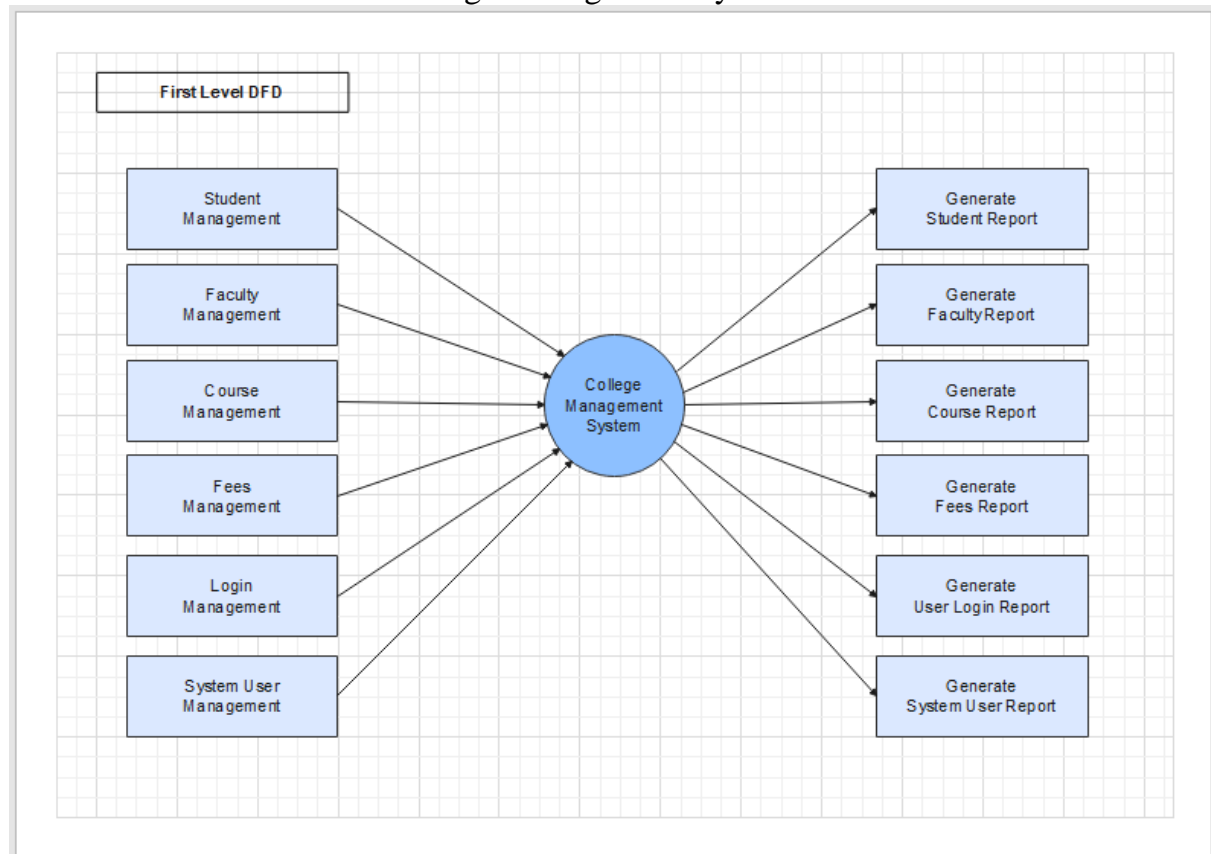 First Level DFD
Student
Management
Generate
Student Report
Faculty
Management
Generate
Faculty Report
College
Management
System
Course
Management
Generate
Course Report
Fees
Management
Generate
Fees Report
Login
Management
Generate
User Login Report
System User
Management
Generate
System User Report